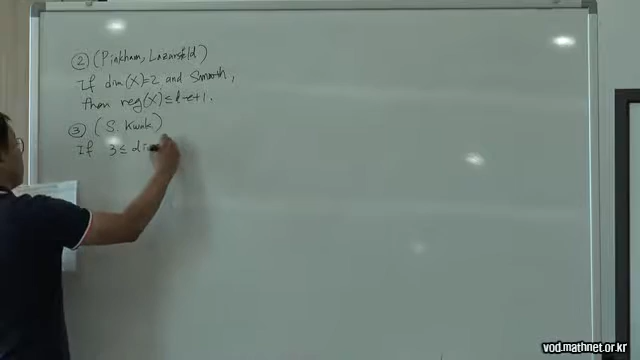 ② (Pinkham, Lazarsfeld)
If dim(X)=2 and Smooth,
then reg(X) ≤ d-e+1.
③ (S. Kwak)
If 3 ≤ di
vod.mathnet.or.kr